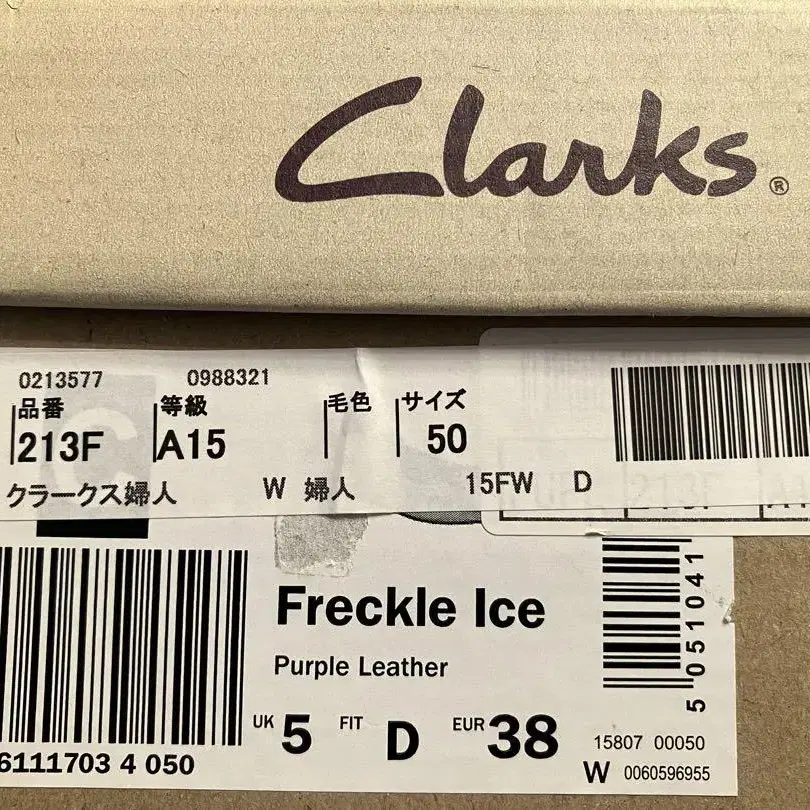 Clarks®
0213577 0988321
品番 等級 毛色 サイズ
213F A15 50
クラークス婦人 W 婦人 15FW D
Freckle Ice
Purple Leather
UK 5 FIT D EUR 38
6111703 4 050
5 051041
15807 00050
W 0060596955